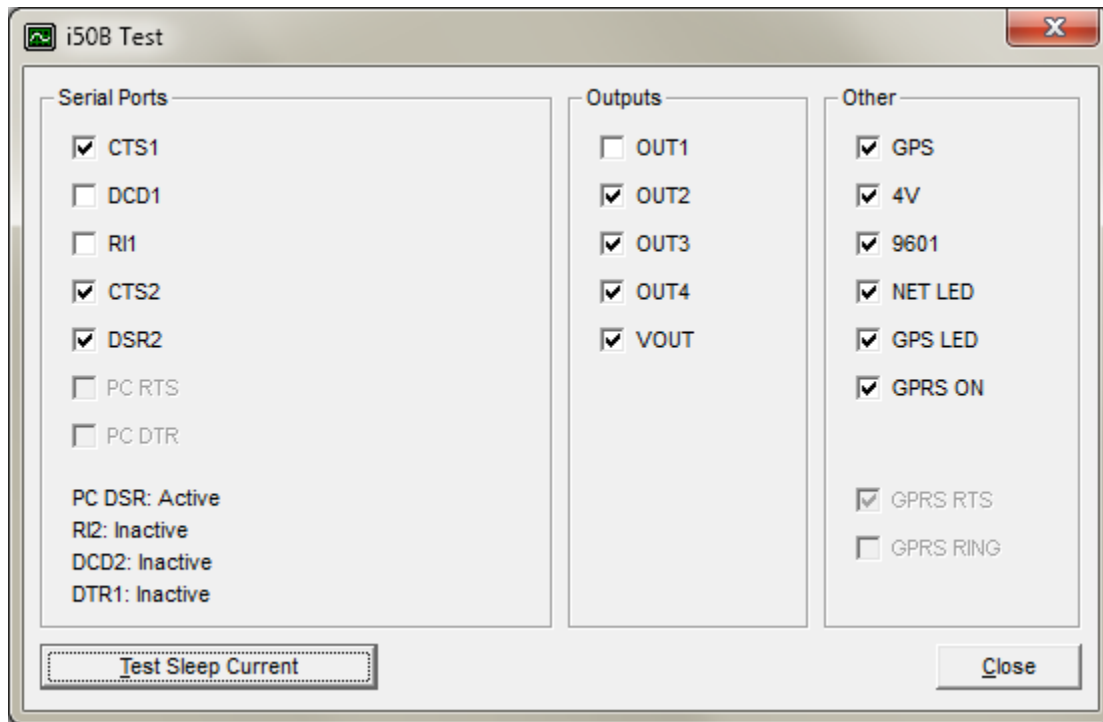 i50B Test
Serial Ports
CTS1
DCD1
RI1
CTS2
DSR2
PC RTS
PC DTR
PC DSR: Active
RI2: Inactive
DCD2: Inactive
DTR1: Inactive
Outputs
OUT1
OUT2
OUT3
OUT4
VOUT
Other
GPS
4V
9601
NET LED
GPS LED
GPRS ON
GPRS RTS
GPRS RING
Test Sleep Current
Close